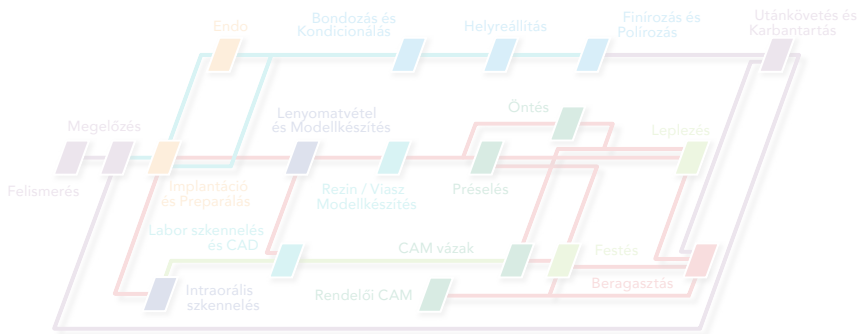 Endo
Bondozás és
Kondicionálás
Helyreállítás
Finírozás és
Polírozás
Utánkövetés és
Karbantartás
Megelőzés
Lenyomatvétel
és Modellkészítés
Öntés
Leplezés
Felismerés
Implantáció
és Preparálás
Rezin / Viasz
Modellkészítés
Préselés
Labor szkennelés
és CAD
CAM vázak
Festés
Intraorális
szkennelés
Rendelői CAM
Beragasztás